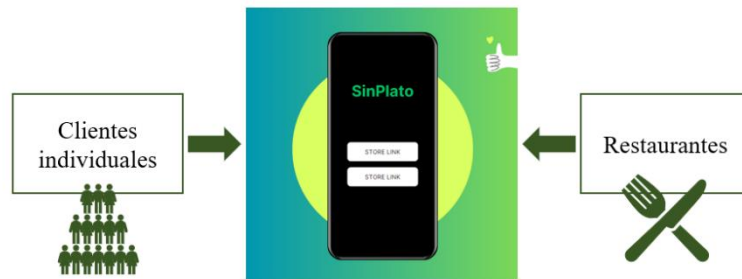 Clientes
individuales
SinPlato
STORE LINK
STORE LINK
Restaurantes